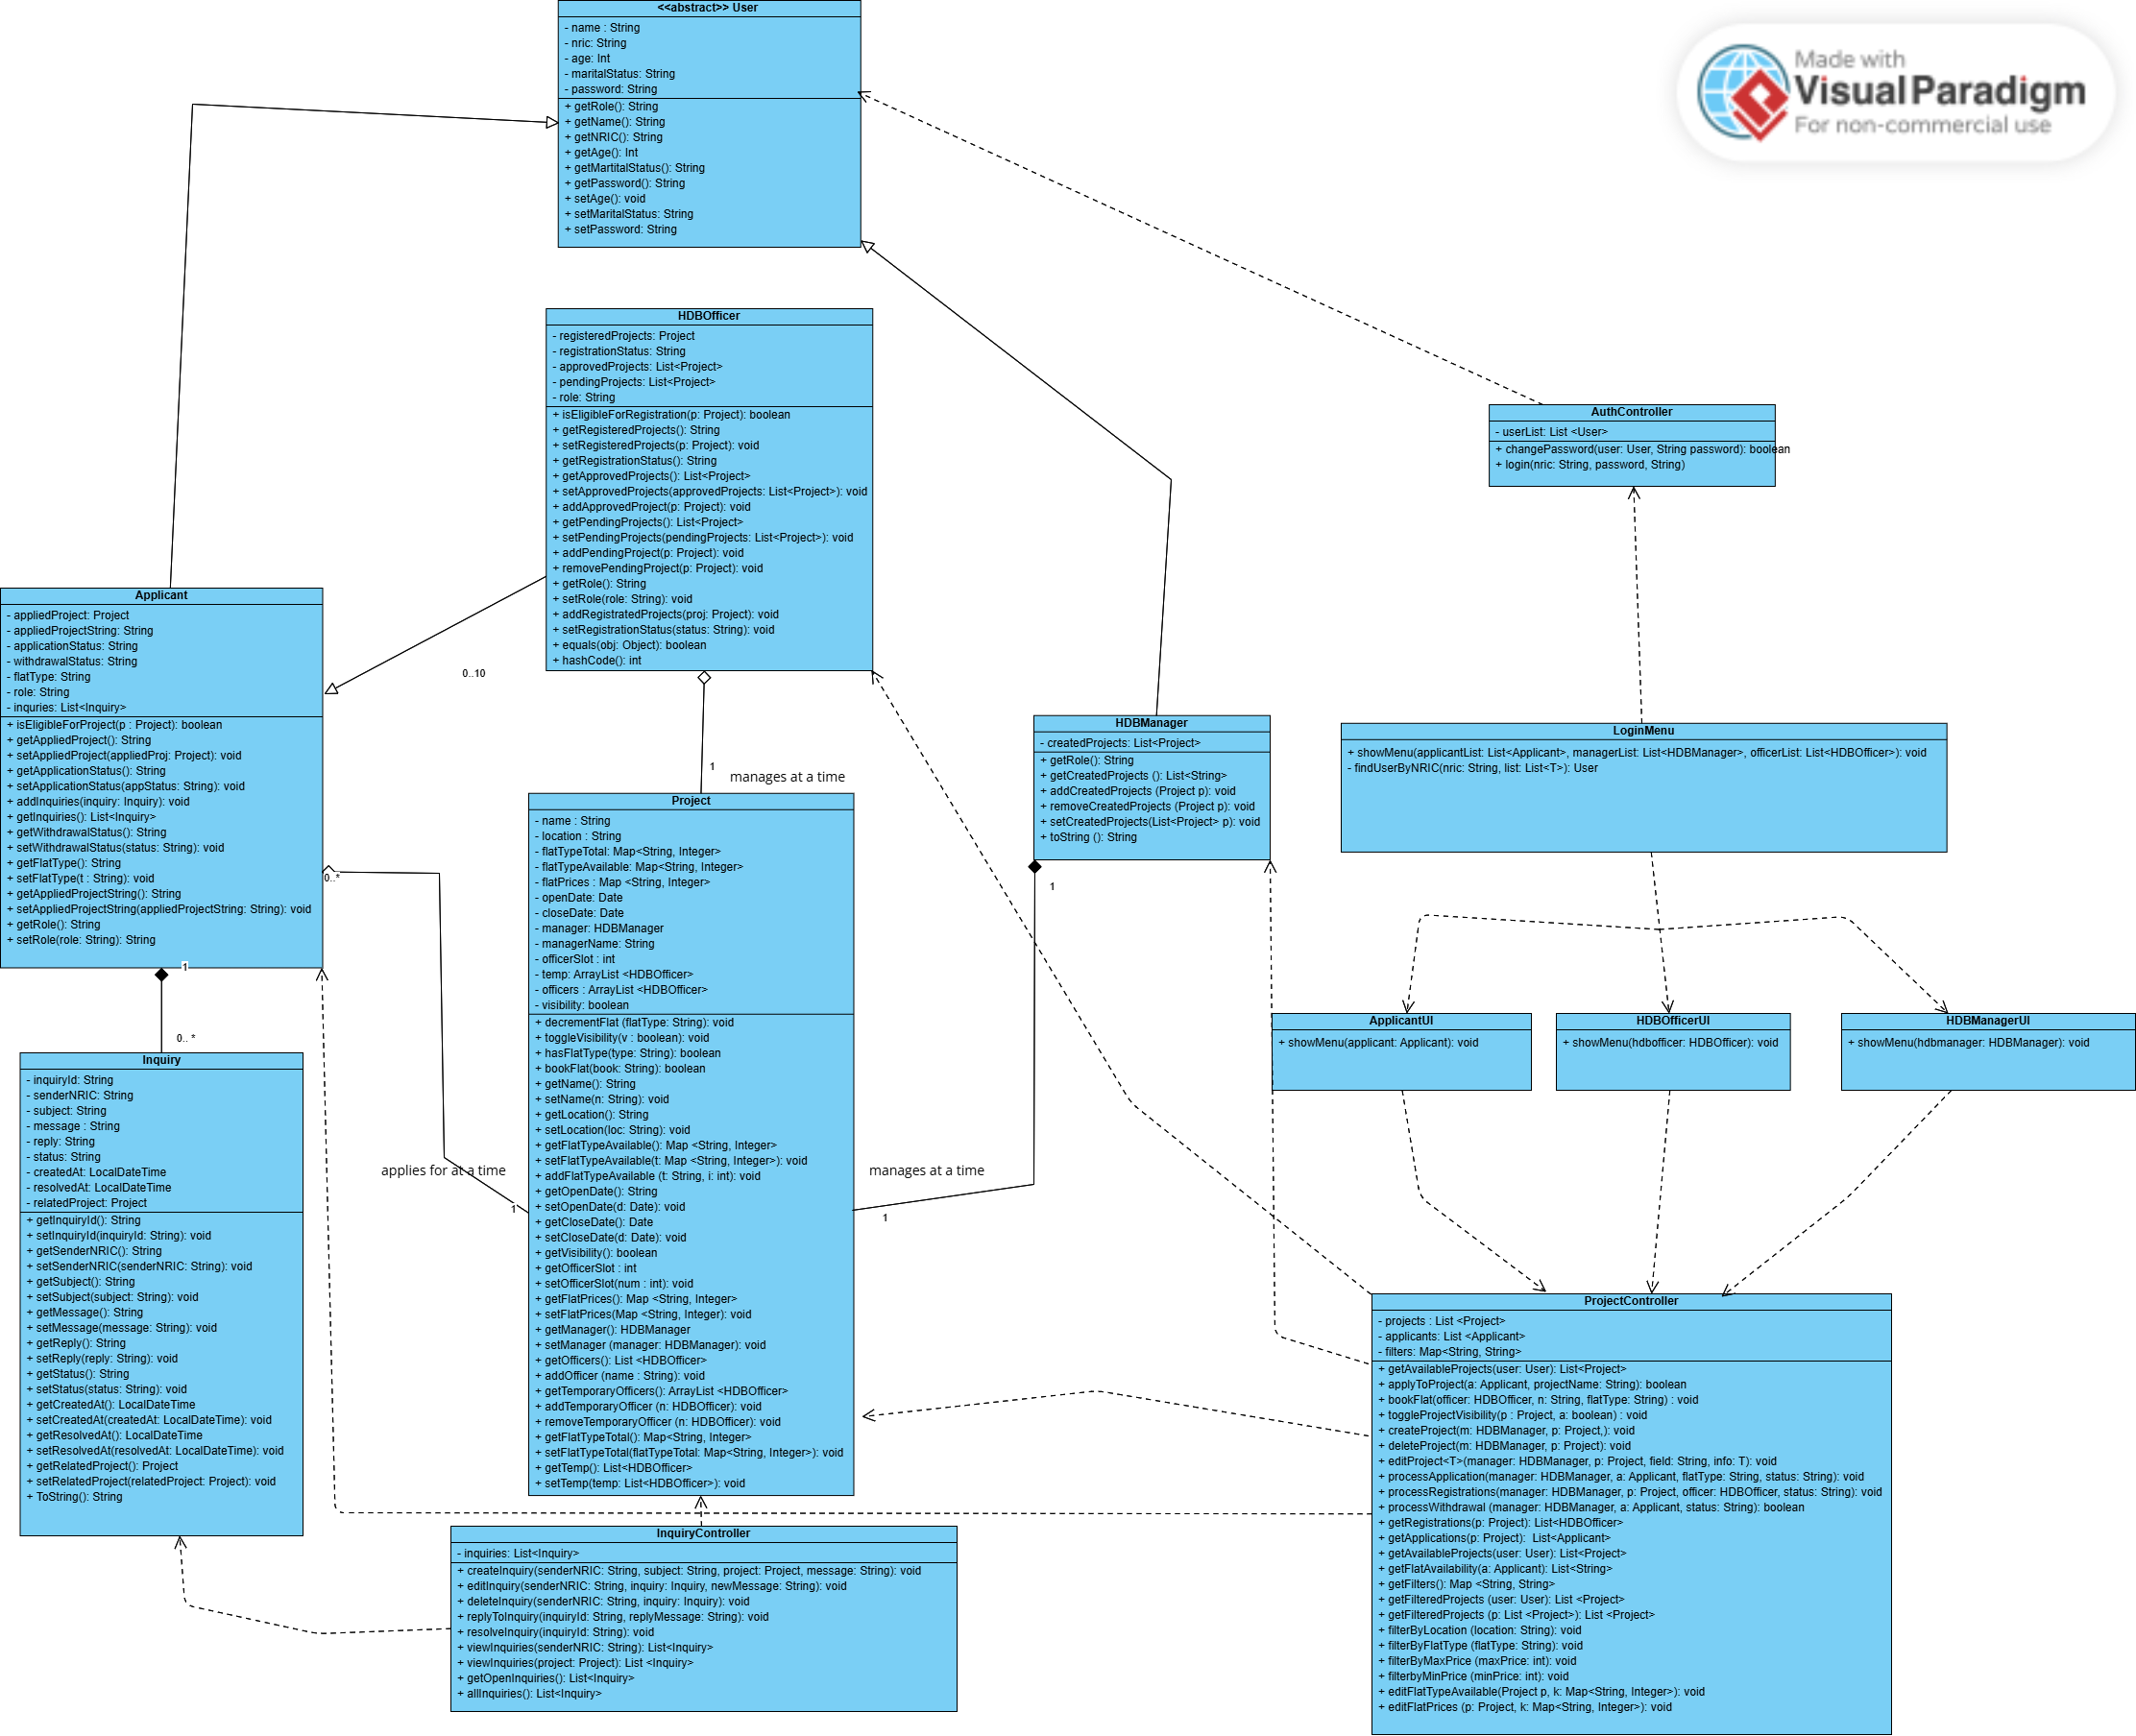 <<abstract>> User
- name : String
- nric: String
- age: Int
- maritalStatus: String
- password: String
+ getRole(): String
+ getName(): String
+ getNRIC(): String
+ getAge(): Int
+ getMartitalStatus(): String
+ getPassword(): String
+ setAge(): void
+ setMaritalStatus: String
+ setPassword: String
Made with
Visual Paradigm
For non-commercial use
HDBOfficer
- registeredProjects: Project
- registrationStatus: String
- approvedProjects: List<Project>
- pendingProjects: List<Project>
- role: String
+ isEligibleForRegistration(p: Project): boolean
+ getRegisteredProjects(): String
+ setRegisteredProjects(p: Project): void
+ getRegistrationStatus(): String
+ getApprovedProjects(): List<Project>
+ setApprovedProjects(approvedProjects: List<Project>): void
+ addApprovedProject(p: Project): void
+ getPendingProjects(): List<Project>
+ setPendingProjects(pendingProjects: List<Project>): void
+ addPendingProject(p: Project): void
+ removePendingProject(p: Project): void
+ getRole(): String
+ setRole(role: String): void
+ addRegistratedProjects(proj: Project): void
+ setRegistrationStatus(status: String): void
+ equals(obj: Object): boolean
+ hashCode(): int
AuthController
- userList: List <User>
+ changePassword(user: User, String password): boolean
+ login(nric: String, password, String)
Applicant
- appliedProject: Project
- appliedProjectString: String
- applicationStatus: String
- withdrawalStatus: String
- flatType: String
- role: String
- inquries: List<Inquiry>
+ isEligibleForProject(p : Project): boolean
+ getAppliedProject(): String
+ setAppliedProject(appliedProj: Project): void
+ getApplicationStatus(): String
+ setApplicationStatus(appStatus: String): void
+ addInquiries(inquiry: Inquiry): void
+ getInquiries(): List<Inquiry>
+ getWithdrawalStatus(): String
+ setWithdrawalStatus(status: String): void
+ getFlatType(): String
+ setFlatType(t : String): void
+ getAppliedProjectString(): String
+ setAppliedProjectString(appliedProjectString: String): void
+ getRole(): String
+ setRole(role: String): String
0..10
1
manages at a time
HDBManager
- createdProjects: List<Project>
+ getRole(): String
+ getCreatedProjects (): List<String>
+ addCreatedProjects (Project p): void
+ removeCreatedProjects (Project p): void
+ setCreatedProjects(List<Project> p): void
+ toString (): String
LoginMenu
+ showMenu(applicantList: List<Applicant>, managerList: List<HDBManager>, officerList: List<HDBOfficer>): void
- findUserByNRIC(nric: String, list: List<T>): User
0..*
1
1
0.. *
Project
- name : String
- location : String
- flatTypeTotal: Map<String, Integer>
- flatTypeAvailable: Map<String, Integer>
- flatPrices : Map <String, Integer>
- openDate: Date
- closeDate: Date
- manager: HDBManager
- managerName: String
- officerSlot : int
- temp: ArrayList <HDBOfficer>
- officers : ArrayList <HDBOfficer>
- visibility: boolean
+ decrementFlat (flatType: String): void
+ toggleVisibility(v : boolean): void
+ hasFlatType(type: String): boolean
+ bookFlat(book: String): boolean
+ getName(): String
+ setName(n: String): void
+ getLocation(): String
+ setLocation(loc: String): void
+ getFlatTypeAvailable(): Map <String, Integer>
+ setFlatTypeAvailable(t: Map <String, Integer>): void
+ addFlatTypeAvailable (t: String, i: int): void
+ getOpenDate(): String
+ setOpenDate(d: Date): void
+ getCloseDate(): Date
+ setCloseDate(d: Date): void
+ getVisibility(): boolean
+ getOfficerSlot : int
+ setOfficerSlot(num : int): void
+ getFlatPrices(): Map <String, Integer>
+ setFlatPrices(Map <String, Integer): void
+ getManager(): HDBManager
+ setManager (manager: HDBManager): void
+ getOfficers(): List <HDBOfficer>
+ addOfficer (name : String): void
+ getTemporaryOfficers(): ArrayList <HDBOfficer>
+ addTemporaryOfficer (n: HDBOfficer): void
+ removeTemporaryOfficer (n: HDBOfficer): void
+ getFlatTypeTotal(): Map<String, Integer>
+ setFlatTypeTotal(flatTypeTotal: Map<String, Integer>): void
+ getTemp(): List<HDBOfficer>
+ setTemp(temp: List<HDBOfficer>): void
applies for at a time
1
manages at a time
1
ApplicantUI
+ showMenu(applicant: Applicant): void
HDBOfficerUI
+ showMenu(hdbofficer: HDBOfficer): void
HDBManagerUI
+ showMenu(hdbmanager: HDBManager): void
Inquiry
- inquiryId: String
- senderNRIC: String
- subject: String
- message : String
- reply: String
- status: String
- createdAt: LocalDateTime
- resolvedAt: LocalDateTime
- relatedProject: Project
+ getInquiryId(): String
+ setInquiryId(inquiryId: String): void
+ getSenderNRIC(): String
+ setSenderNRIC(senderNRIC: String): void
+ getSubject(): String
+ setSubject(subject: String): void
+ getMessage(): String
+ setMessage(message: String): void
+ getReply(): String
+ setReply(reply: String): void
+ getStatus(): String
+ setStatus(status: String): void
+ getCreatedAt(): LocalDateTime
+ setCreatedAt(createdAt: LocalDateTime): void
+ getResolvedAt(): LocalDateTime
+ setResolvedAt(resolvedAt: LocalDateTime): void
+ getRelatedProject(): Project
+ setRelatedProject(relatedProject: Project): void
+ ToString(): String
ProjectController
- projects : List <Project>
- applicants: List <Applicant>
- filters: Map<String, String>
+ getAvailableProjects(user: User): List<Project>
+ applyToProject(a: Applicant, projectName: String): boolean
+ bookFlat(officer: HDBOfficer, n: String, flatType: String) : void
+ toggleProjectVisibility(p : Project, a: boolean) : void
+ createProject(m: HDBManager, p: Project,): void
+ deleteProject(m: HDBManager, p: Project): void
+ editProject<T>(manager: HDBManager, p: Project, field: String, info: T): void
+ processApplication(manager: HDBManager, a: Applicant, flatType: String, status: String): void
+ processRegistrations(manager: HDBManager, p: Project, officer: HDBOfficer, status: String): void
+ processWithdrawal (manager: HDBManager, a: Applicant, status: String): boolean
+ getRegistrations(p: Project): List<HDBOfficer>
+ getApplications(p: Project): List<Applicant>
+ getAvailableProjects(user: User): List<Project>
+ getFlatAvailability(a: Applicant): List<String>
+ getFilters(): Map <String, String>
+ getFilteredProjects (user: User): List <Project>
+ getFilteredProjects (p: List <Project>): List <Project>
+ filterByLocation (location: String): void
+ filterByFlatType (flatType: String): void
+ filterByMaxPrice (maxPrice: int): void
+ filterbyMinPrice (minPrice: int): void
+ editFlatTypeAvailable(Project p, k: Map<String, Integer>): void
+ editFlatPrices (p: Project, k: Map<String, Integer>): void
InquiryController
- inquiries: List<Inquiry>
+ createInquiry(senderNRIC: String, subject: String, project: Project, message: String): void
+ editInquiry(senderNRIC: String, inquiry: Inquiry, newMessage: String): void
+ deleteInquiry(senderNRIC: String, inquiry: Inquiry): void
+ replyToInquiry(inquiryId: String, replyMessage: String): void
+ resolveInquiry(inquiryId: String): void
+ viewInquiries(senderNRIC: String): List<Inquiry>
+ viewInquiries(project: Project): List <Inquiry>
+ getOpenInquiries(): List<Inquiry>
+ allInquiries(): List<Inquiry>